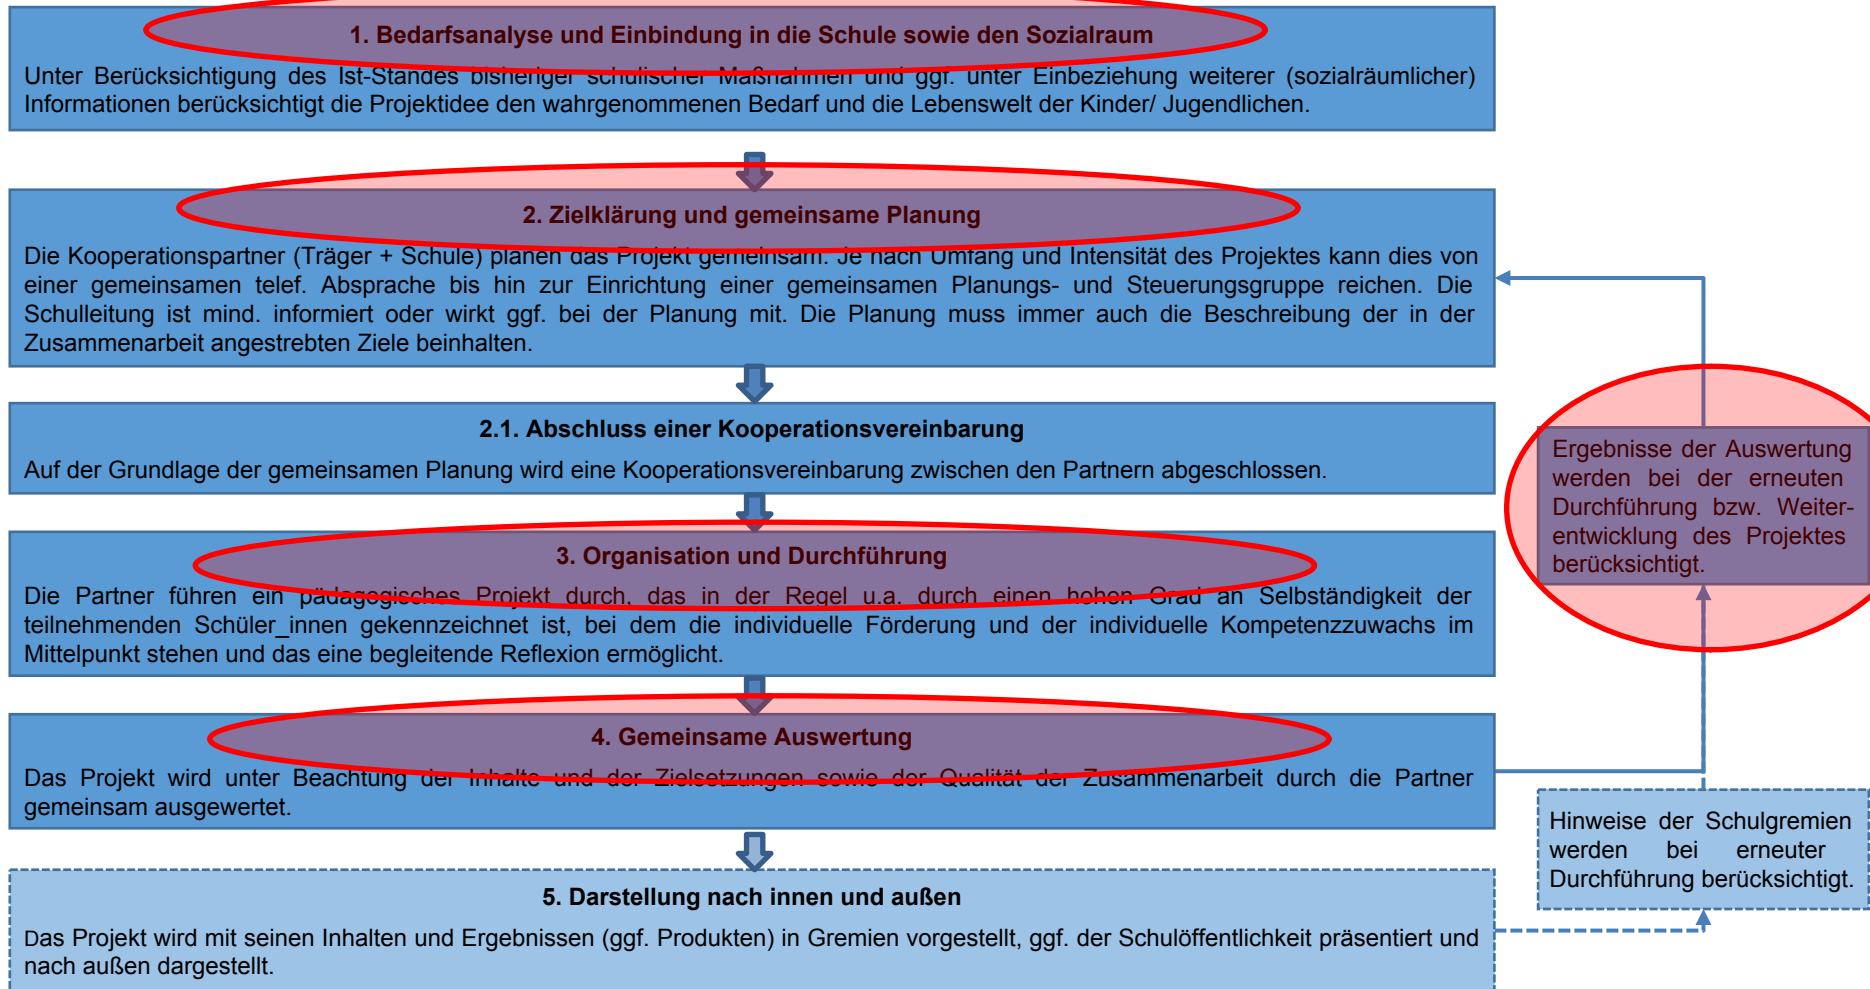 1. Bedarfsanalyse und Einbindung in die Schule sowie den Sozialraum
Unter Berücksichtigung des Ist-Standes bisheriger schulischer Maßnahmen und ggf. unter Einbeziehung weiterer (sozialräumlicher)
Informationen berücksichtigt die Projektidee den wahrgenommenen Bedarf und die Lebenswelt der Kinder/ Jugendlichen.
2. Zielklärung und gemeinsame Planung
Die Kooperationspartner (Träger + Schule) planen das Projekt gemeinsam. Je nach Umfang und Intensität des Projektes kann dies von
einer gemeinsamen telef. Absprache bis hin zur Einrichtung einer gemeinsamen Planungs- und Steuerungsgruppe reichen. Die
Schulleitung ist mind. informiert oder wirkt ggf. bei der Planung mit. Die Planung muss immer auch die Beschreibung der in der
Zusammenarbeit angestrebten Ziele beinhalten.
2.1. Abschluss einer Kooperationsvereinbarung
Auf der Grundlage der gemeinsamen Planung wird eine Kooperationsvereinbarung zwischen den Partnern abgeschlossen.
3. Organisation und Durchführung
Die Partner führen ein pädagogisches Projekt durch, das in der Regel u.a. durch einen hohen Grad an Selbständigkeit der
teilnehmenden Schüler_innen gekennzeichnet ist, bei dem die individuelle Förderung und der individuelle Kompetenzzuwachs im
Mittelpunkt stehen und das eine begleitende Reflexion ermöglicht.
4. Gemeinsame Auswertung
Das Projekt wird unter Beachtung der Inhalte und der Zielsetzungen sowie der Qualität der Zusammenarbeit durch die Partner
gemeinsam ausgewertet.
5. Darstellung nach innen und außen
Das Projekt wird mit seinen Inhalten und Ergebnissen (ggf. Produkten) in Gremien vorgestellt, ggf. der Schulöffentlichkeit präsentiert und
nach außen dargestellt.
Ergebnisse der Auswertung
werden bei der erneuten
Durchführung bzw. Weiter-
entwicklung des Projektes
berücksichtigt.
Hinweise der Schulgremien
werden bei erneuter
Durchführung berücksichtigt.